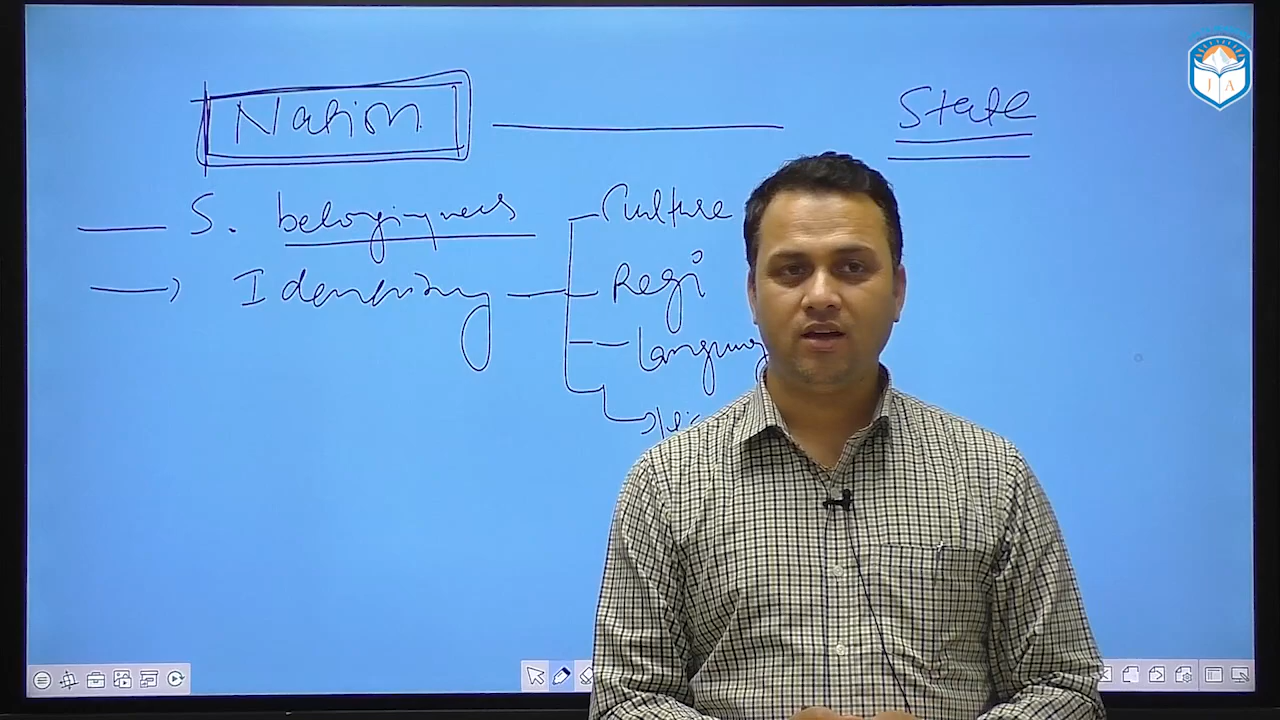 Nation State
S. belongingness Culture
Identity Regi
Language
J A